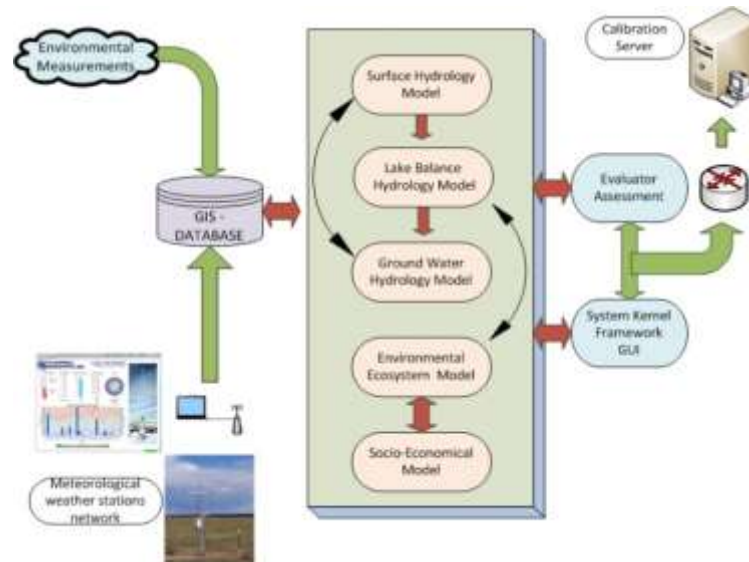 Environmental
Measurements
Calibration
Server
Surface Hydrology
Model
Lake Balance
Hydrology Model
Evaluator
Assessment
GIS -
DATABASE
Ground Water
Hydrology Model
System Kernel
Framework
GUI
Environmental
Ecosystem Model
Socio-Economical
Model
Meteorological
weather stations
network